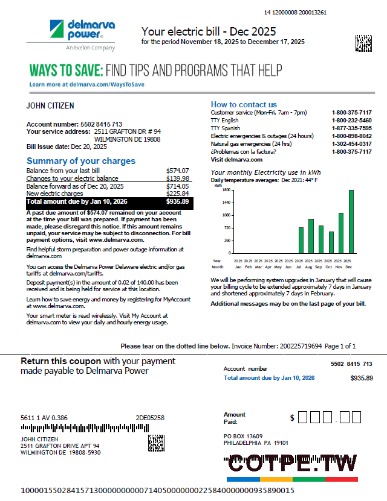 14 12000008 200013261
delmarva power
An Exelon Company
Your electric bill - Dec 2025
for the period November 18, 2025 to December 17, 2025
WAYS TO SAVE: FIND TIPS AND PROGRAMS THAT HELP
Learn more at delmarva.com/WaysToSave
JOHN CITIZEN
Account number: 5502 8415 713
Your service address: 2511 GRAFTON DR # 94
WILMINGTON DE 19808
Bill Issue date: Dec 20, 2025
Summary of your charges
Balance from your last bill $574.07
Changes to your electric balance $139.98
Balance forward as of Dec 20, 2025 $714.05
New electric charges $225.84
Total amount due by Jan 10, 2026 $935.89
A past due amount of $574.07 remained on your account
at the time your bill was prepared. If payment has been
made, please disregard this notice. If this amount remains
unpaid, your service may be subject to disconnection. For bill
payment options, visit www.delmarva.com.
Find helpful storm preparation and power outage information at
delmarva.com
You can access the Delmarva Power Delaware electric and/or gas
tariffs at delmarva.com/tariffs.
Deposit payment(s) in the amount of 0.02 of 140.00 has been
received and is being held for service at this location.
Learn how to save energy and money by registering for MyAccount
at www.delmarva.com.
Your smart meter is read wirelessly. Visit My Account at
delmarva.com to view your daily and hourly energy usage.
How to contact us
Customer service (Mon-Fri. 7am - 7pm) 1-800-375-7117
TTY English 1-800-232-5460
TTY Spanish 1-877-335-7595
Electric emergencies & outages (24 hours) 1-800-898-8042
Natural gas emergencies (24 hrs) 1-302-454-0317
¿Problemas con la factura? 1-800-375-7117
Visit delmarva.com
Your monthly Electricity use in kWh
Daily temperature averages: Dec 2025: 44° F
kWh
Year 2025 2025 2025 2025 2025 2025 2025 2025 2025 2025 2025 2025
Month Jan Feb Mar Apr May Jun Jul Aug Sep Oct Nov Dec
We will be performing system upgrades in January that will cause
your billing cycle to be extended approximately 7 days in January
and shortened approximately 7 days in February.
Additional messages may be on the last page of your bill.
Please tear on the dotted line below. Invoice Number: 200225719694 Page 1 of 1
Return this coupon with your payment
made payable to Delmarva Power
Account number 5502 8415 713
Total amount due by Jan 10, 2026 $935.89
5611 1 AV 0.386 2DE05258
JOHN CITIZEN
2511 GRAFTON DRIVE APT 94
WILMINGTON DE 19808-5930
Amount
Paid:
$
PO BOX 13609
PHILADELPHIA PA 19101
COTPE.TW